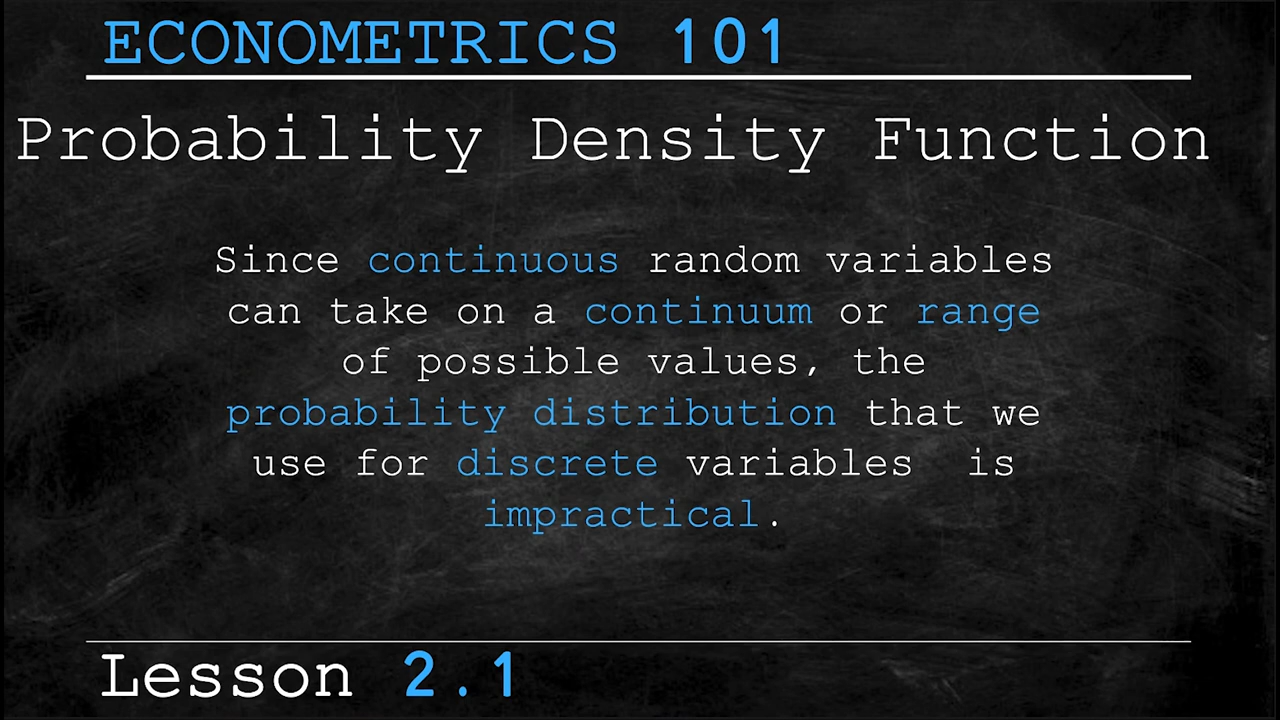 ECONOMETRICS 101
Probability Density Function
Since continuous random variables
can take on a continuum or range
of possible values, the
probability distribution that we
use for discrete variables is
impractical.
Lesson 2.1